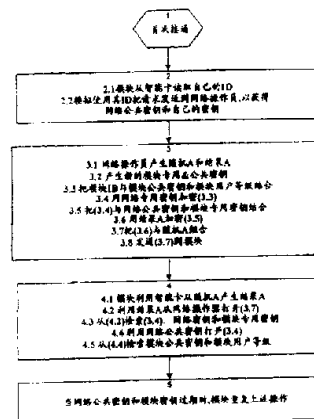 1
首次接通
2
2.1模块从智能卡读取自己的ID
2.2模拟使用其ID把请求发送到网络操作员,以获得
网络公共密钥和自己的密钥
3
3.1 网络操作员产生随机A和结果A
3.2 产生新的模块专用在公共密钥
3.3 把模块ID与模块公共密钥和模块用户等级结合
3.4 用网络专用密钥加密(3.3)
3.5 把(3.4)与网络公共密钥和模块专用密钥结合
3.6 用结果A加密(3.5)
3.7把(3.6)与随机A组合
3.8 发送(3.7)到模块
4
4.1 模块利用智能卡从随机A产生结果A
4.2 利用结果A从网络操作器打开(3.7)
4.3 从(4.2)检索(3.4)、网络密钥和模块专用密钥
4.4 利用网络公共密钥打开(3.4)
4.5 从(4.4)检索模块公共密钥和模块用户等级
5
当网络公共密钥和模块密钥过期时,模块重复上述操作